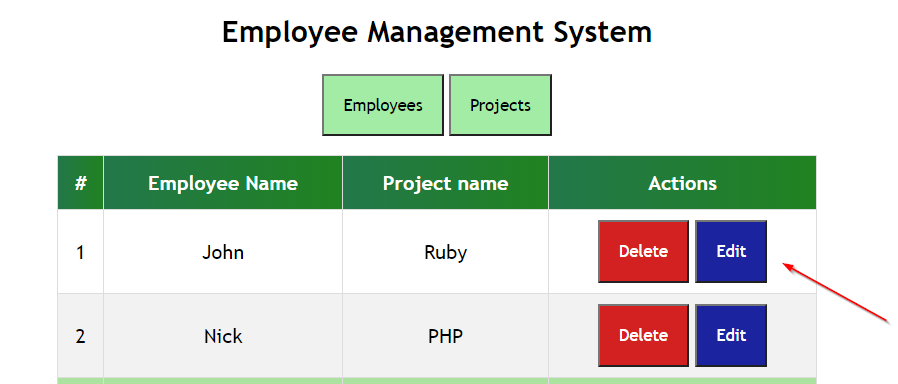 Employee Management System
Employees Projects
# Employee Name Project name Actions
1 John Ruby Delete Edit
2 Nick PHP Delete Edit